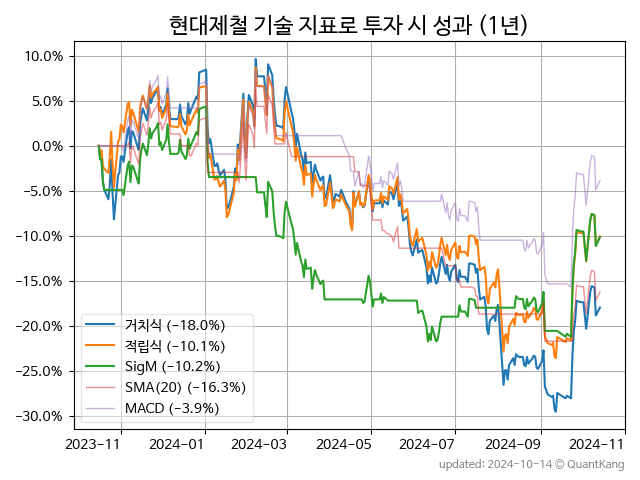 현대제철 기술 지표로 투자 시 성과 (1년)
10.0%
5.0%
0.0%
−5.0%
−10.0%
−15.0%
−20.0%
−25.0%
−30.0%
거치식 (−18.0%)
적립식 (−10.1%)
SigM (−10.2%)
SMA(20) (−16.3%)
MACD (−3.9%)
2023−11 2024−01 2024−03 2024−05 2024−07 2024−09 2024−11
updated: 2024-10-14 © QuantKang